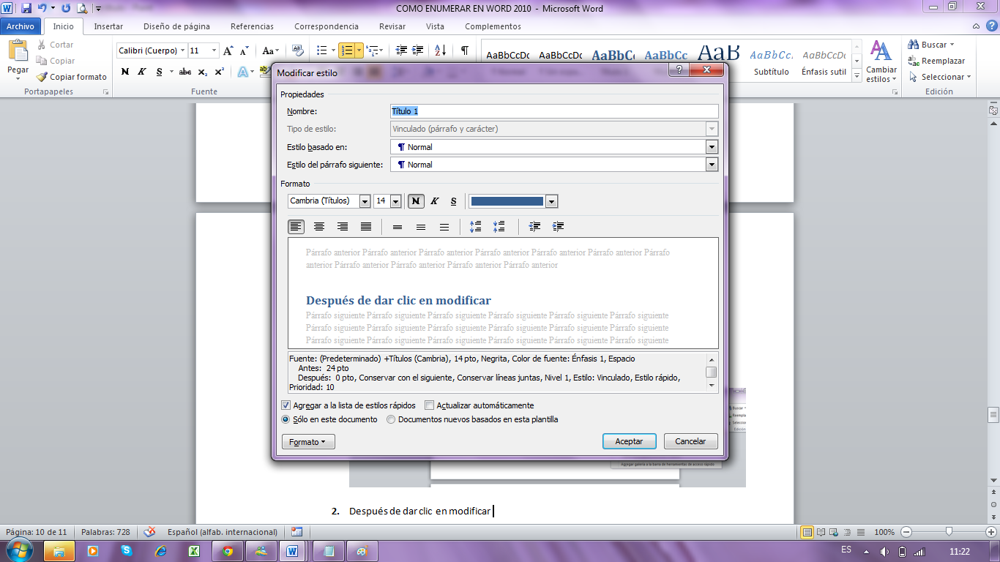 COMO ENUMERAR EN WORD 2010 - Microsoft Word
Archivo Inicio Insertar Diseño de página Referencias Correspondencia Revisar Vista Complementos
Pegar
Cortar
Copiar
Copiar formato
Portapapeles
Calibri (Cuerpo) 11
N K S abc x₂ x²
Fuente
AaBbCcDc AaBbCcDc AaBbC AaBbCc AaB AaBbCc. AaBbCcDc
Subtítulo Énfasis sutil
Cambiar
estilos
Buscar
Reemplazar
Seleccionar
Edición
Modificar estilo
Propiedades
Nombre: Título 1
Tipo de estilo: Vinculado (párrafo y carácter)
Estilo basado en: ¶ Normal
Estilo del párrafo siguiente: ¶ Normal
Formato
Cambria (Títulos) 14 N K S
Párrafo anterior Párrafo anterior Párrafo anterior Párrafo anterior Párrafo anterior Párrafo anterior Párrafo
anterior Párrafo anterior Párrafo anterior Párrafo anterior Párrafo anterior
Después de dar clic en modificar
Párrafo siguiente Párrafo siguiente Párrafo siguiente Párrafo siguiente Párrafo siguiente Párrafo siguiente
Párrafo siguiente Párrafo siguiente Párrafo siguiente Párrafo siguiente Párrafo siguiente Párrafo siguiente
Párrafo siguiente Párrafo siguiente Párrafo siguiente Párrafo siguiente Párrafo siguiente Párrafo siguiente
Fuente: (Predeterminado) +Títulos (Cambria), 14 pto, Negrita, Color de fuente: Énfasis 1, Espacio
Antes: 24 pto
Después: 0 pto, Conservar con el siguiente, Conservar líneas juntas, Nivel 1, Estilo: Vinculado, Estilo rápido,
Prioridad: 10
Agregar a la lista de estilos rápidos Actualizar automáticamente
Sólo en este documento Documentos nuevos basados en esta plantilla
Formato Aceptar Cancelar
Agregar galería a la barra de herramientas de acceso rápido
2. Después de dar clic en modificar
Página: 10 de 11 Palabras: 728 Español (alfab. internacional) 100%
ES 11:22